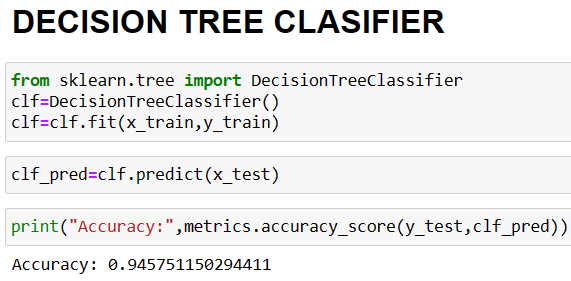 DECISION TREE CLASIFIER
from sklearn.tree import DecisionTreeClassifier
clf=DecisionTreeClassifier()
clf=clf.fit(x_train,y_train)
clf_pred=clf.predict(x_test)
print("Accuracy:",metrics.accuracy_score(y_test,clf_pred))
Accuracy: 0.945751150294411